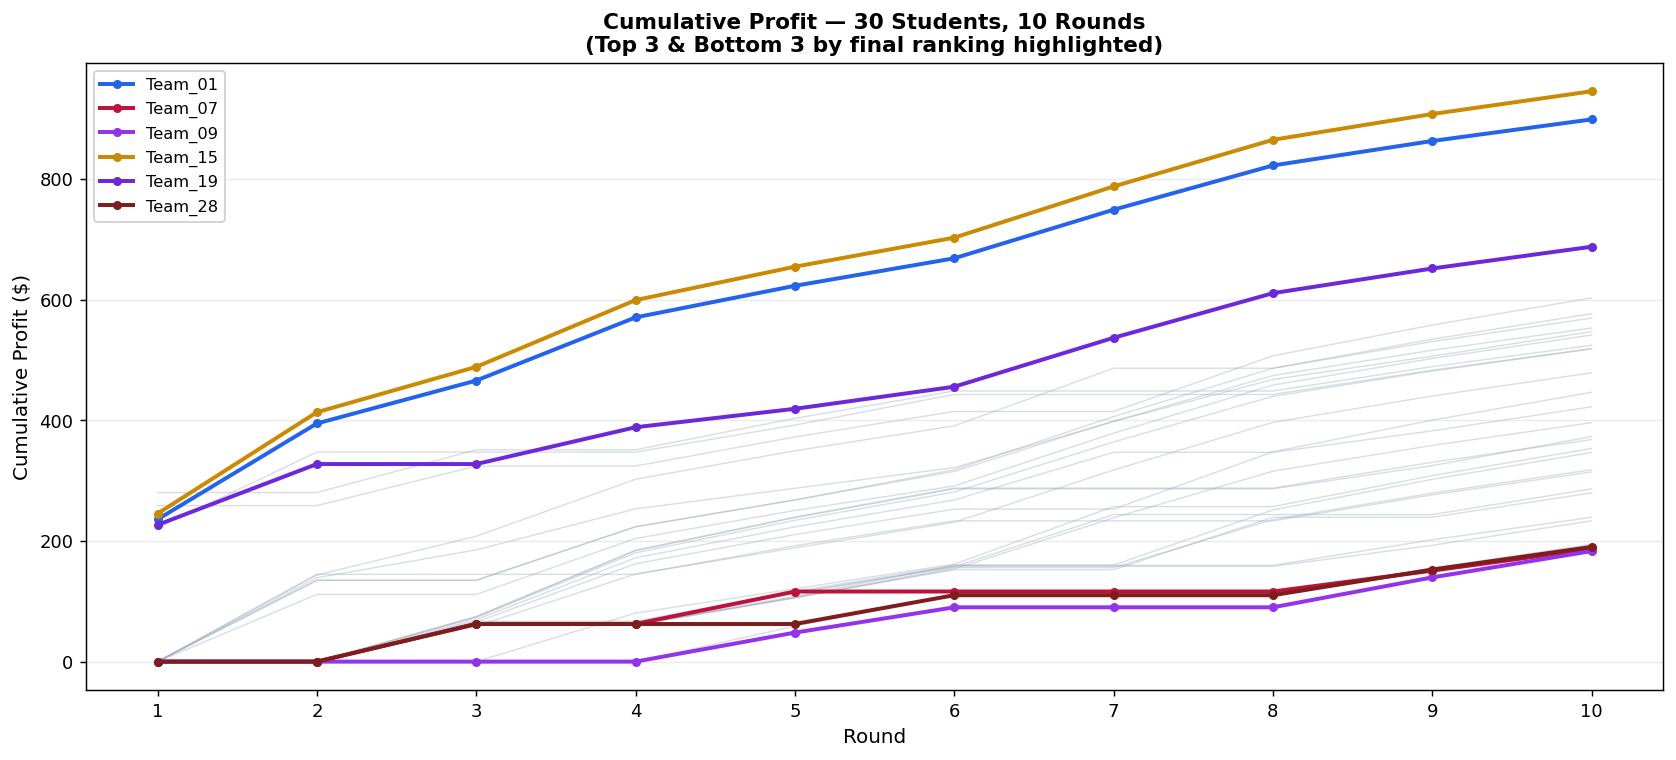 Cumulative Profit — 30 Students, 10 Rounds
(Top 3 & Bottom 3 by final ranking highlighted)
Team_01
Team_07
Team_09
Team_15
Team_19
Team_28
Cumulative Profit ($)
800
600
400
200
0
1 2 3 4 5 6 7 8 9 10
Round